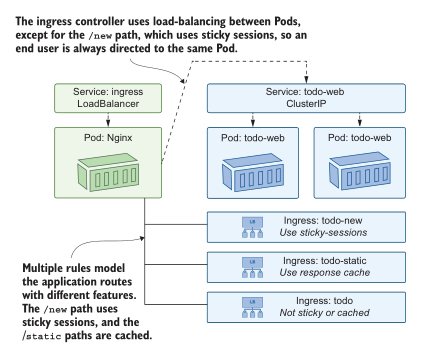 The ingress controller uses load-balancing between Pods,
except for the /new path, which uses sticky sessions, so an
end user is always directed to the same Pod.
Service: ingress
LoadBalancer
Service: todo-web
ClusterIP
Pod: Nginx
Pod: todo-web
Pod: todo-web
LB
Ingress: todo-new
Use sticky-sessions
LB
Ingress: todo-static
Use response cache
LB
Ingress: todo
Not sticky or cached
Multiple rules model
the application routes
with different features.
The /new path uses
sticky sessions, and the
/static paths are cached.